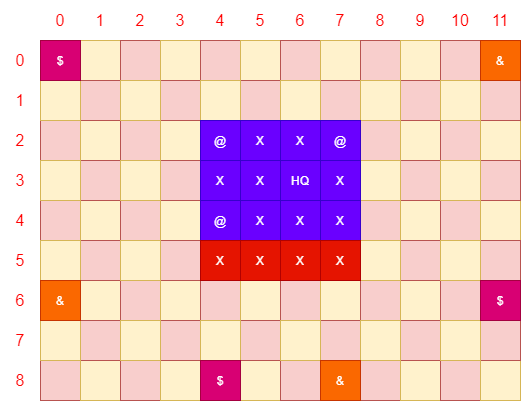 0 1 2 3 4 5 6 7 8 9 10 11
0 $ &
1
2 @ X X @
3 X X HQ X
4 @ X X X
5 X X X X
6 & $
7
8 $ &